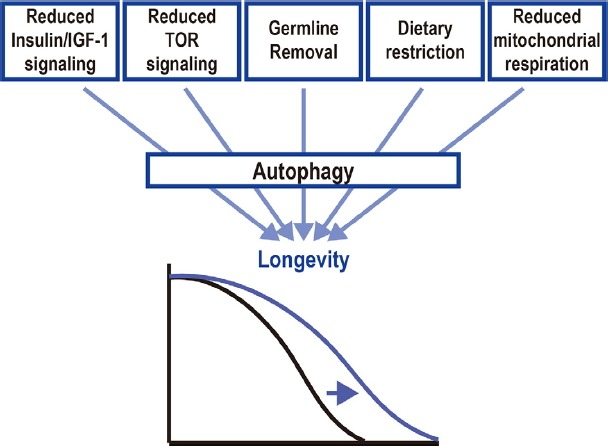 Reduced
Insulin/IGF-1
signaling
Reduced
TOR
signaling
Germline
Removal
Dietary
restriction
Reduced
mitochondrial
respiration
Autophagy
Longevity